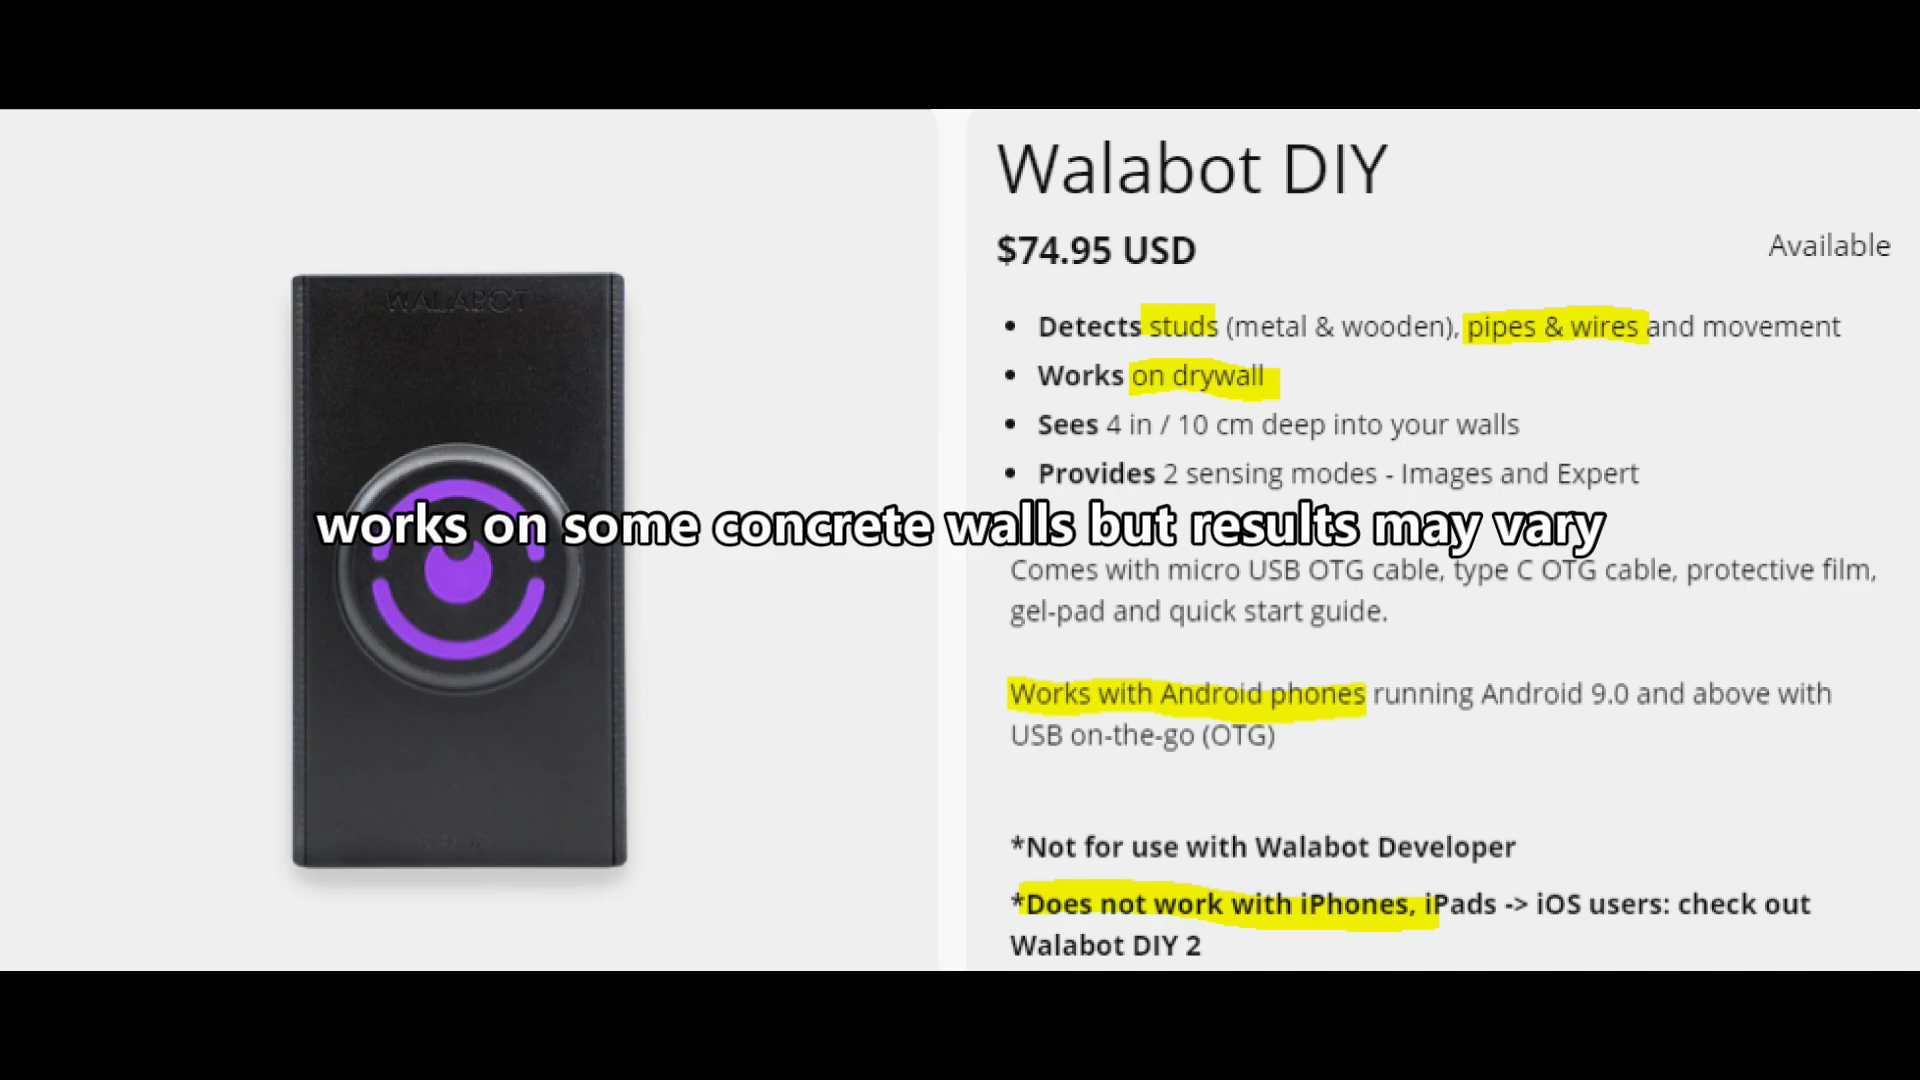 WALABOT
Walabot DIY
$74.95 USD
Available
• Detects studs (metal & wooden), pipes & wires and movement
• Works on drywall
• Sees 4 in / 10 cm deep into your walls
• Provides 2 sensing modes - Images and Expert
works on some concrete walls but results may vary
Comes with micro USB OTG cable, type C OTG cable, protective film,
gel-pad and quick start guide.
Works with Android phones running Android 9.0 and above with
USB on-the-go (OTG)
*Not for use with Walabot Developer
*Does not work with iPhones, iPads -> iOS users: check out
Walabot DIY 2